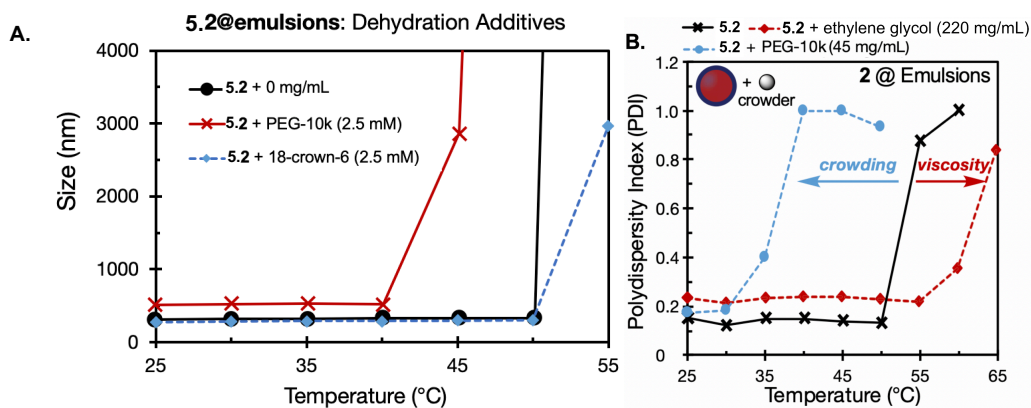 A.
5.2@emulsions: Dehydration Additives
4000
3000
2000
1000
0
Size (nm)
5.2 + 0 mg/mL
5.2 + PEG-10k (2.5 mM)
5.2 + 18-crown-6 (2.5 mM)
25
35
45
55
Temperature (°C)
B.
5.2 5.2 + ethylene glycol (220 mg/mL)
5.2 + PEG-10k (45 mg/mL)
1.2
1.0
0.8
0.6
0.4
0.2
0
Polydispersity Index (PDI)
+
crowder
2 @ Emulsions
crowding
viscosity
25
35
45
55
65
Temperature (°C)